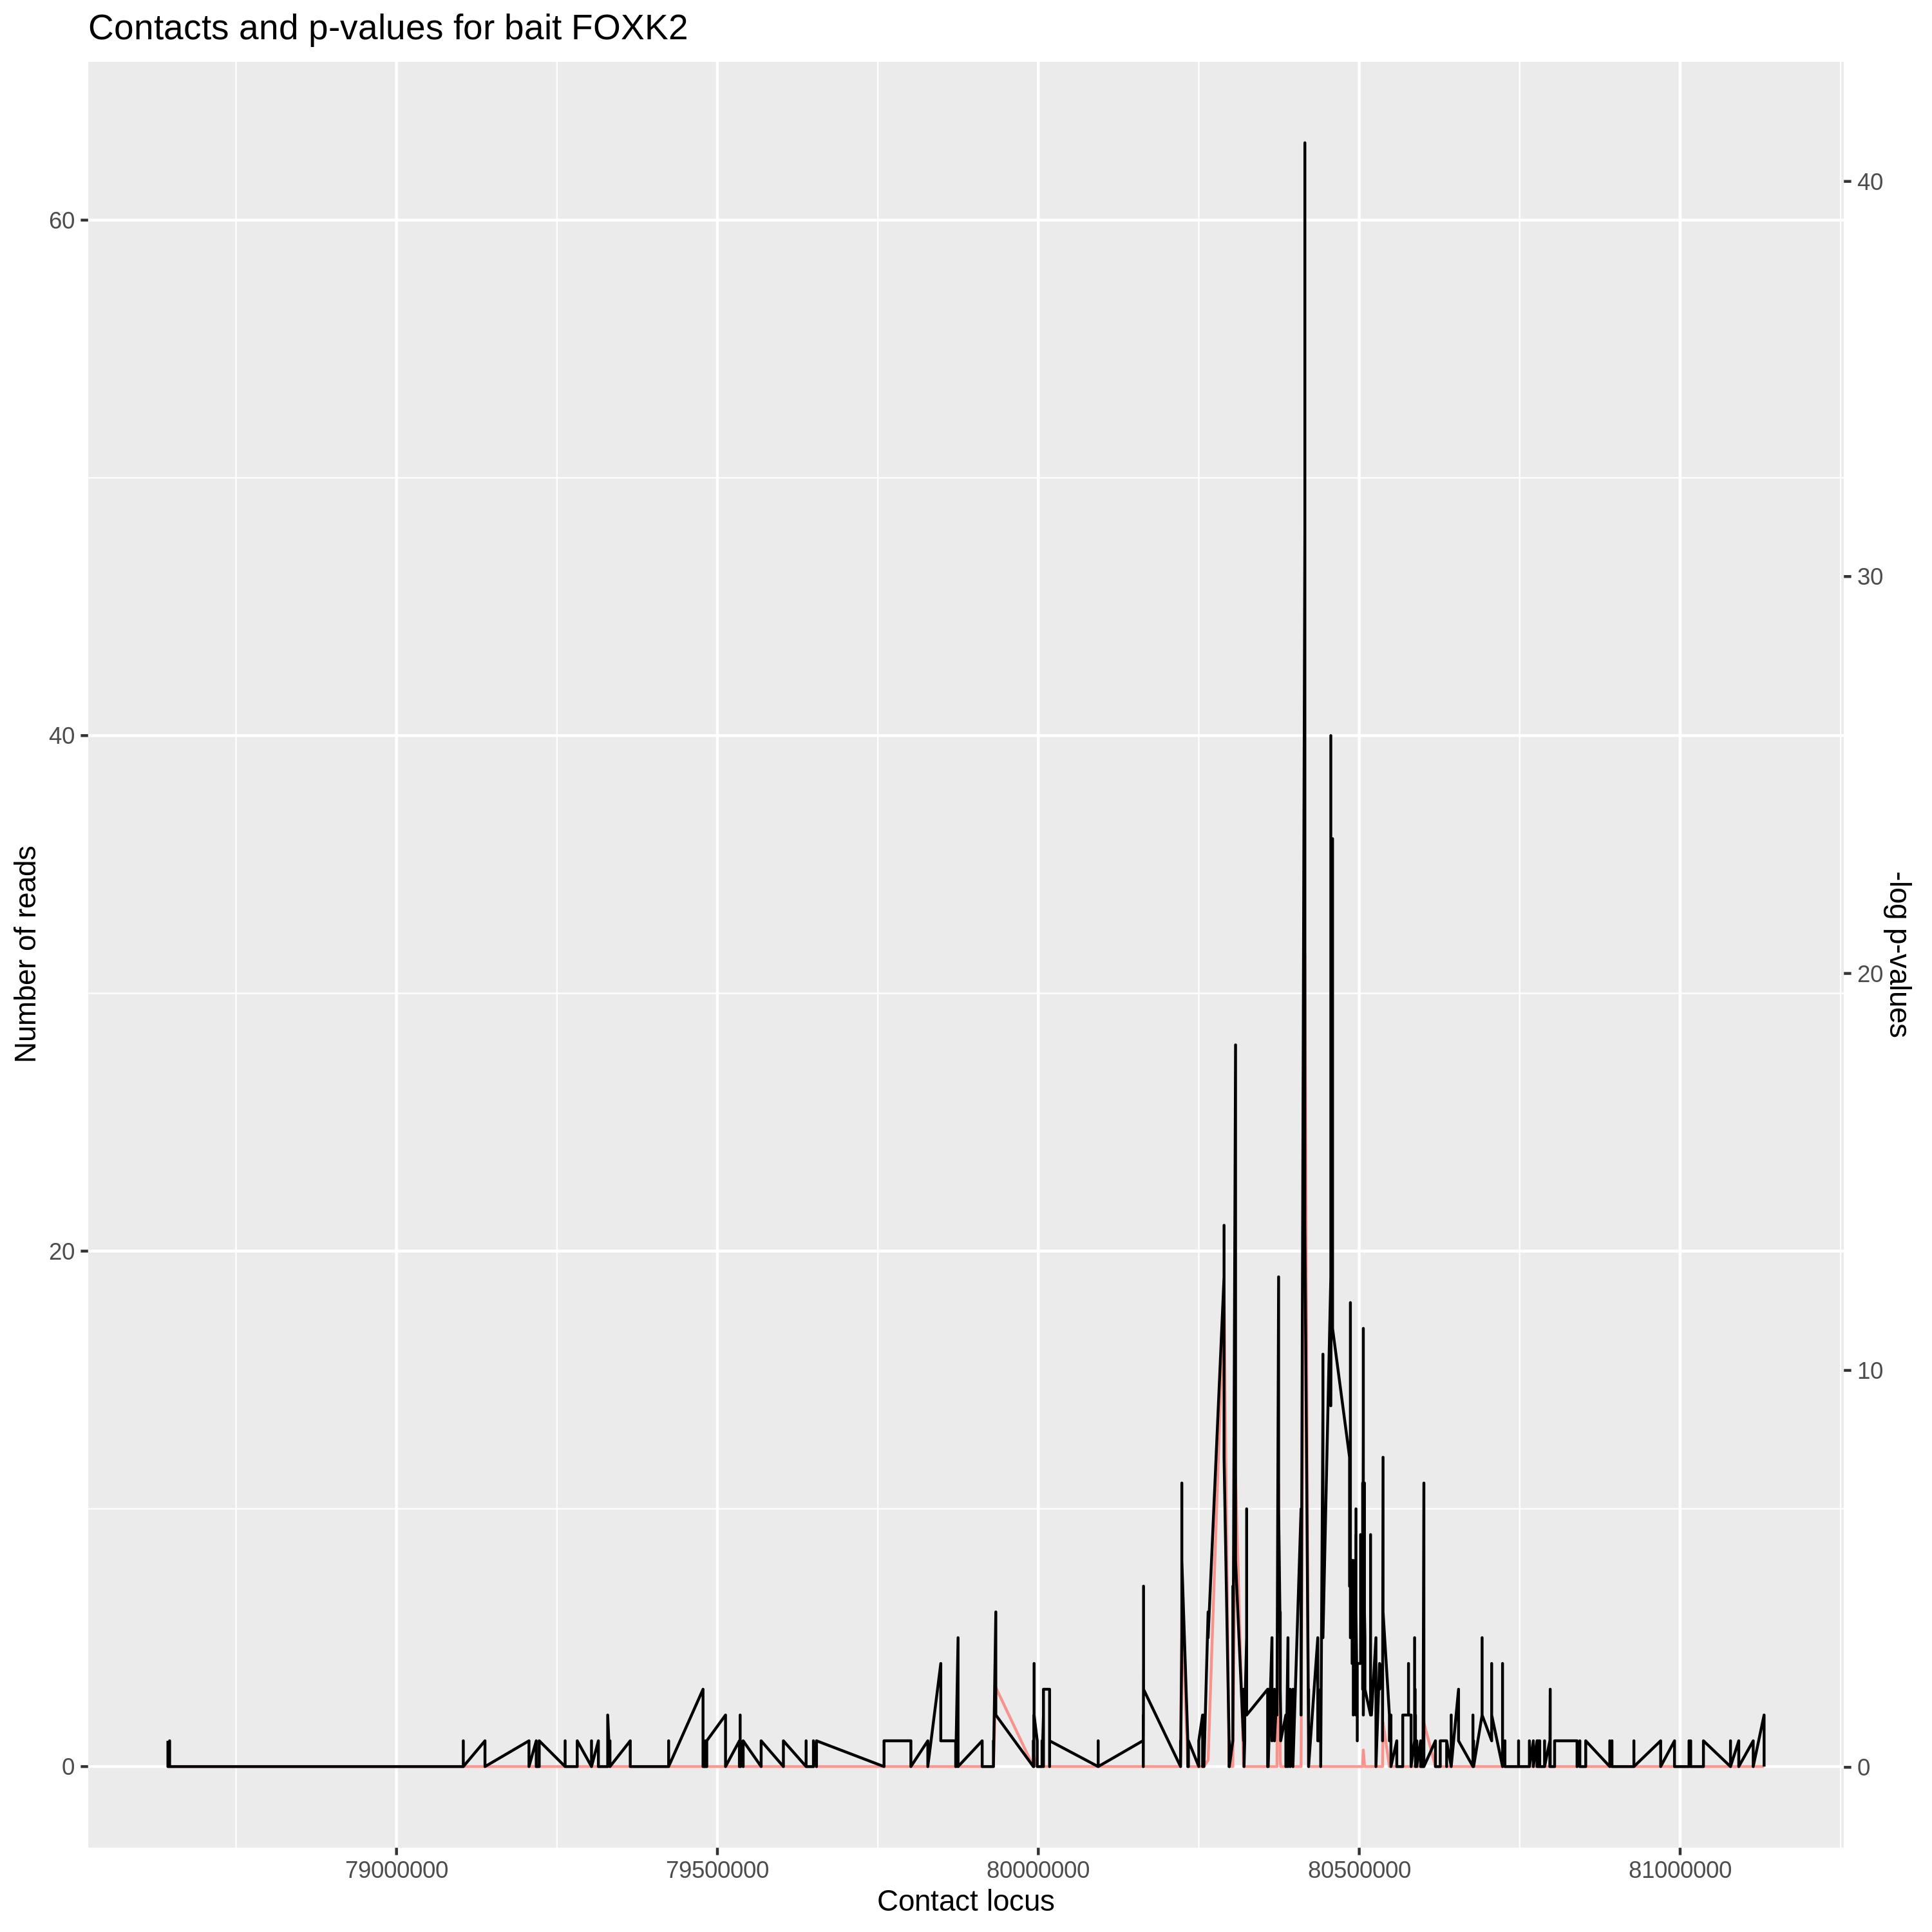 Contacts and p-values for bait FOXK2
Number of reads
60
40
20
0
40
30
20
10
0
-log p-values
79000000 79500000 80000000 80500000 81000000
Contact locus